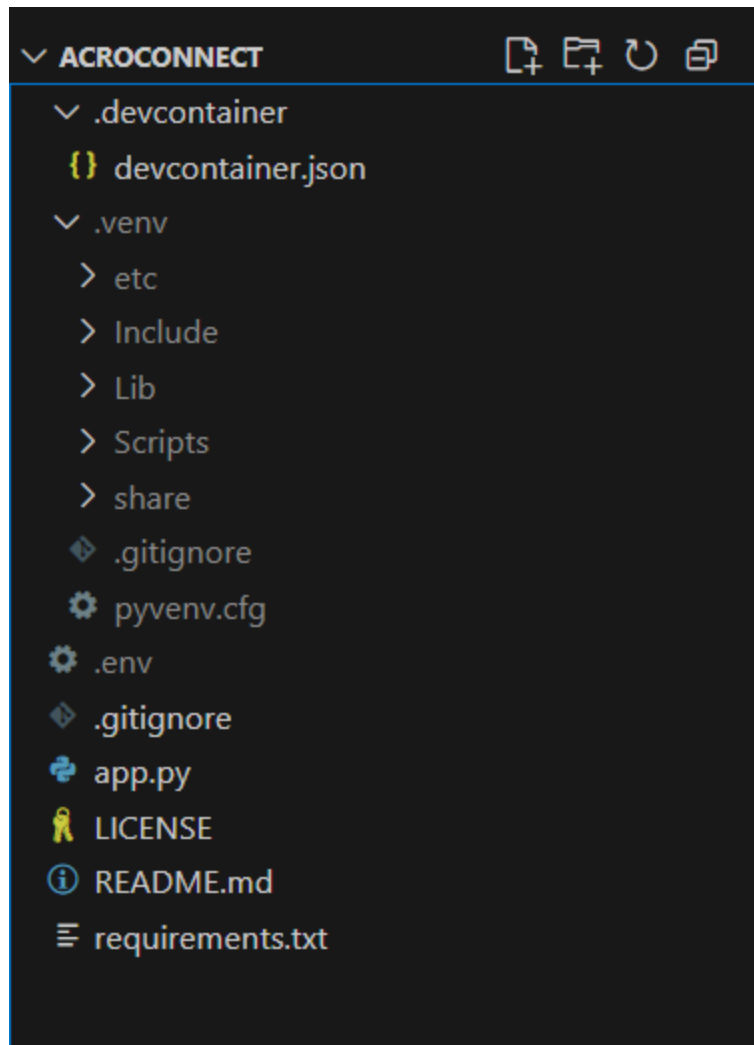 ACROCONNECT
.devcontainer
{} devcontainer.json
.venv
etc
Include
Lib
Scripts
share
.gitignore
pyvenv.cfg
.env
.gitignore
app.py
LICENSE
README.md
requirements.txt